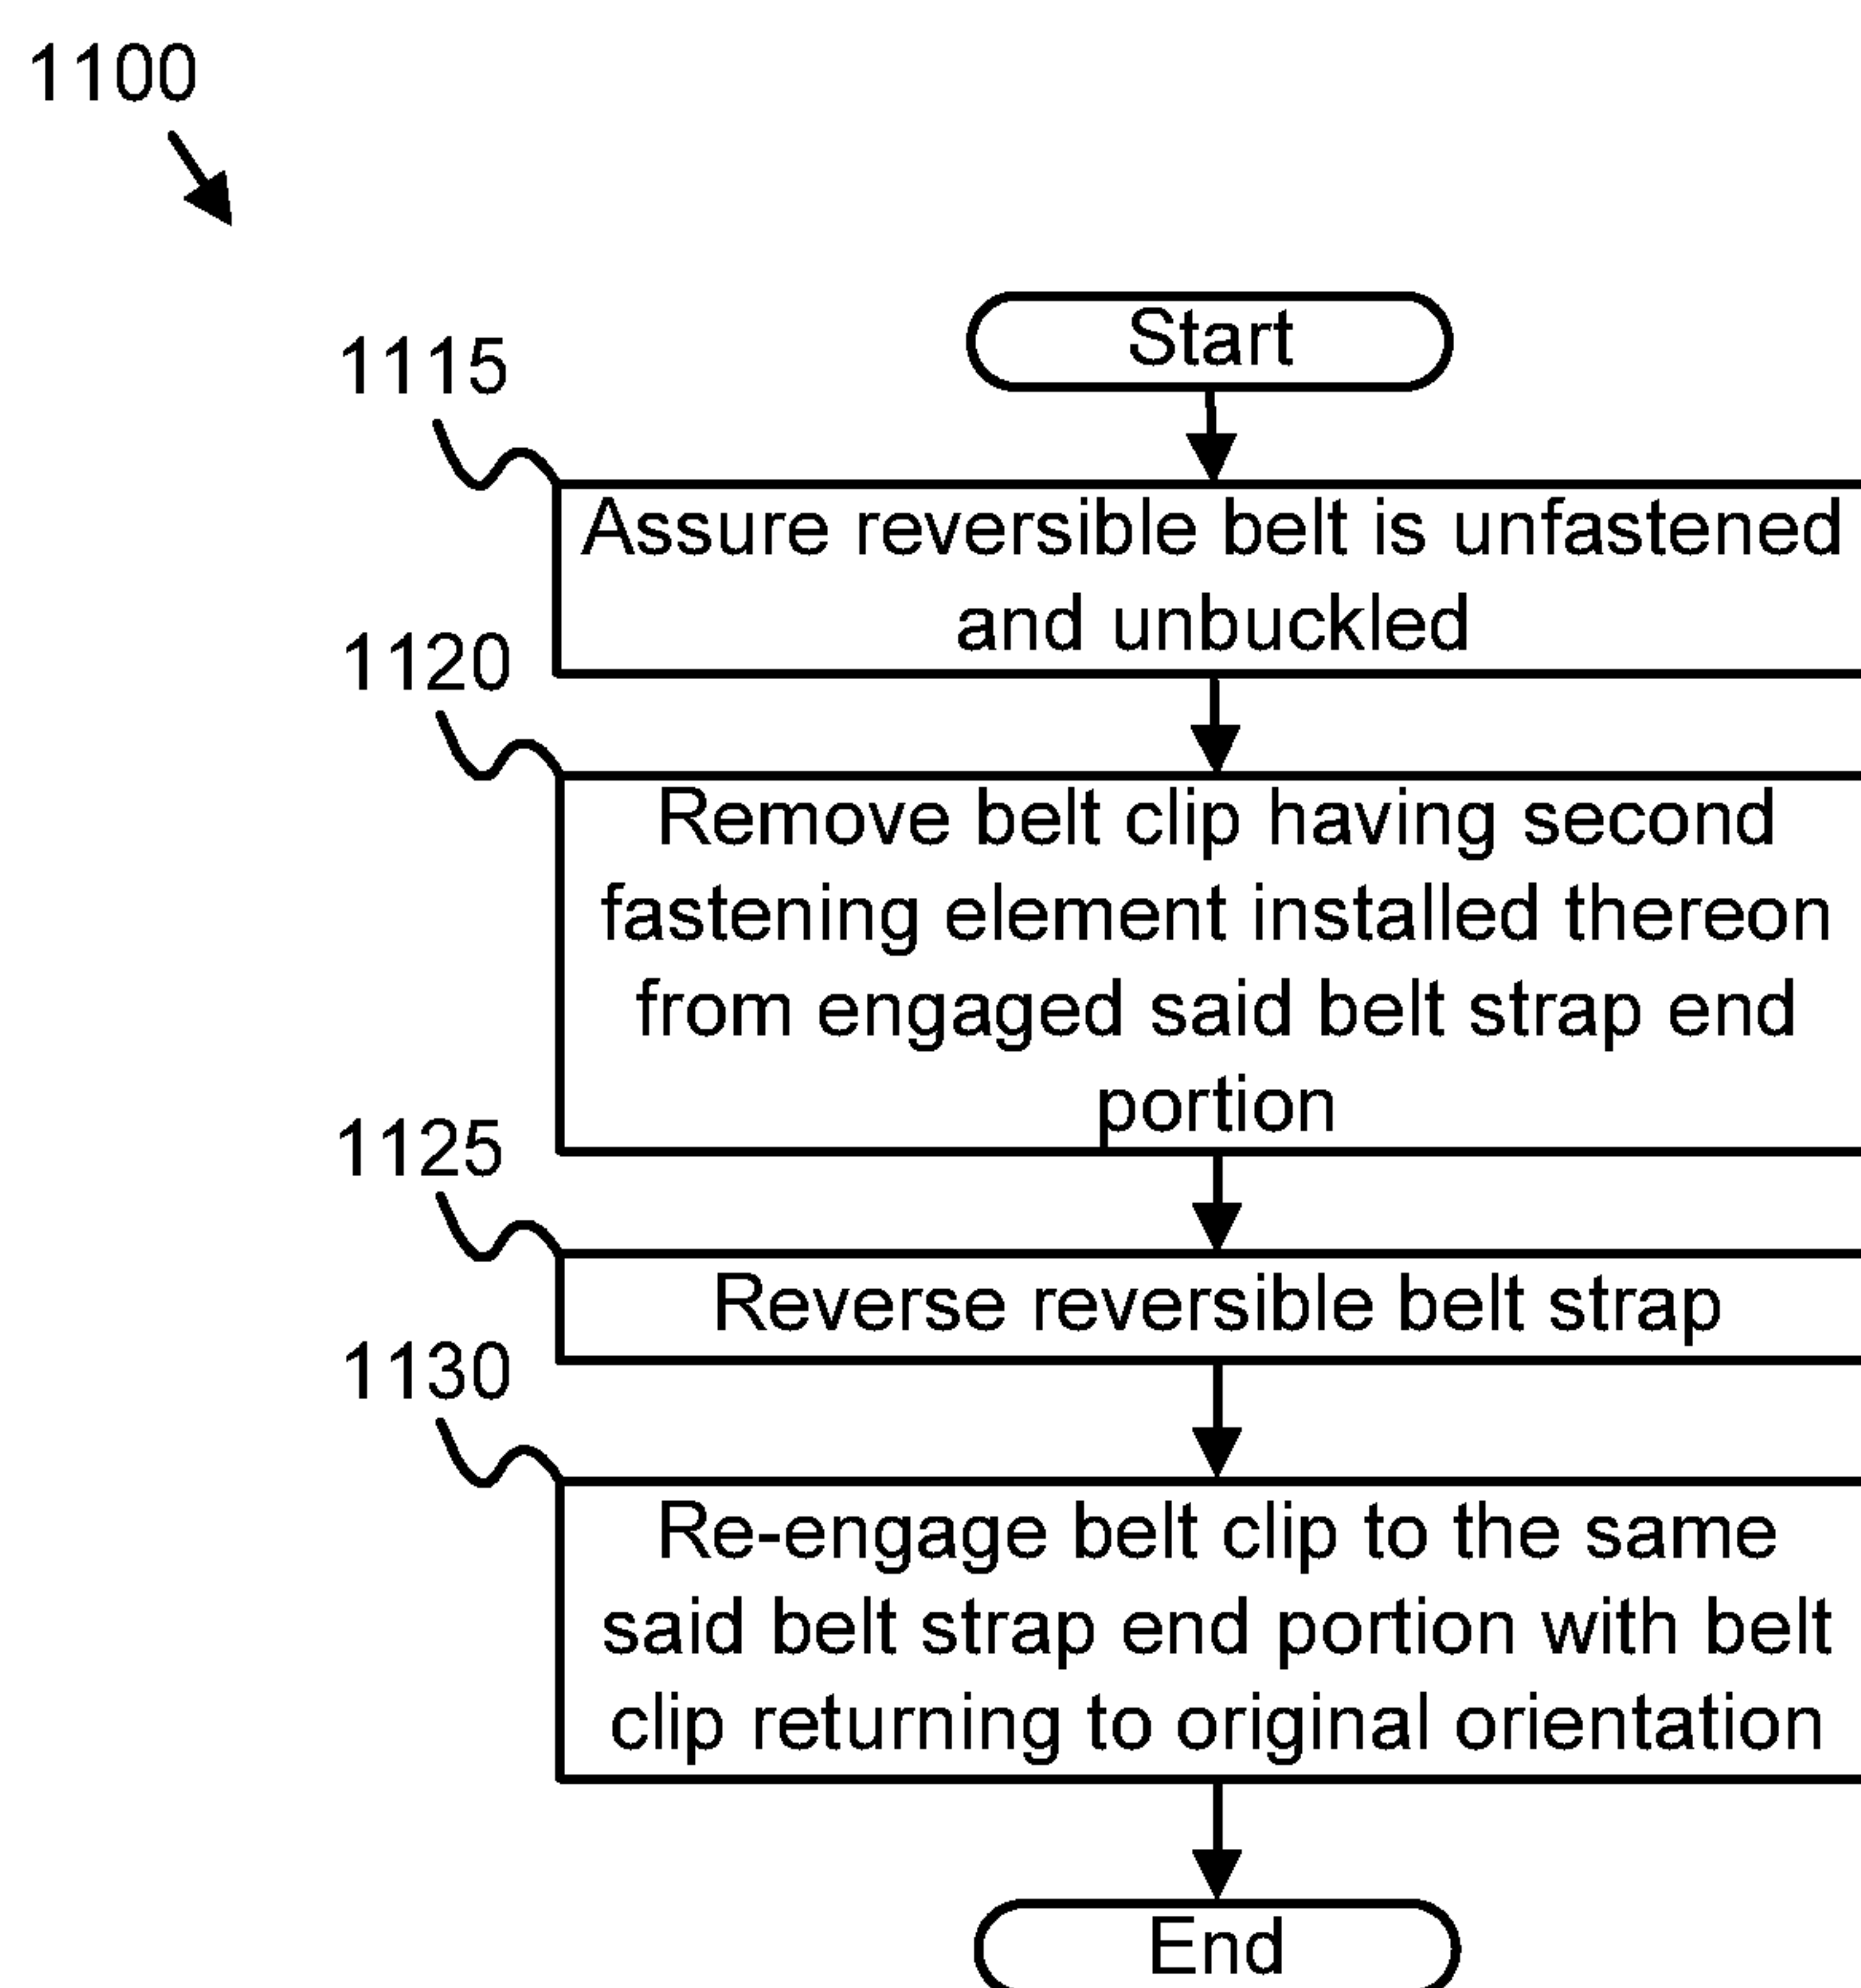 1100
Start
1115
Assure reversible belt is unfastened
and unbuckled
1120
Remove belt clip having second
fastening element installed thereon
from engaged said belt strap end
portion
1125
Reverse reversible belt strap
1130
Re-engage belt clip to the same
said belt strap end portion with belt
clip returning to original orientation
End